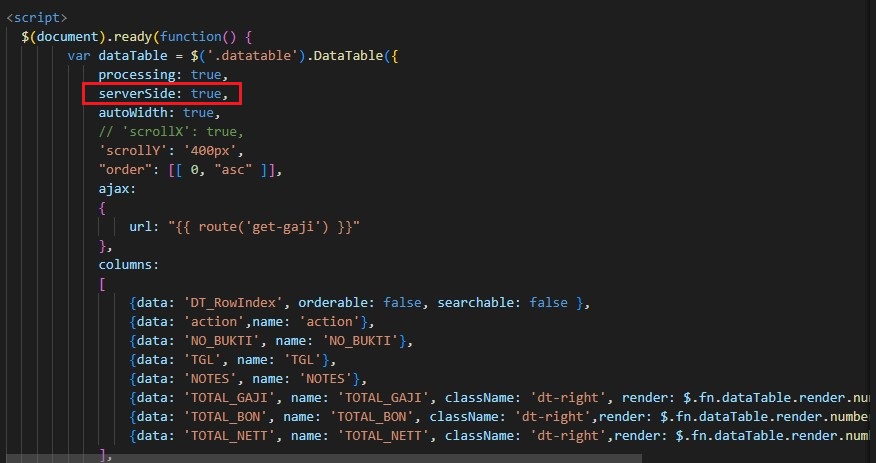 <script>
$(document).ready(function() {
var dataTable = $('.datatable').DataTable({
processing: true,
serverSide: true,
autoWidth: true,
// 'scrollX': true,
'scrollY': '400px',
"order": [[ 0, "asc" ]],
ajax:
{
url: "{{ route('get-gaji') }}"
},
columns:
[
{data: 'DT_RowIndex', orderable: false, searchable: false },
{data: 'action',name: 'action'},
{data: 'NO_BUKTI', name: 'NO_BUKTI'},
{data: 'TGL', name: 'TGL'},
{data: 'NOTES', name: 'NOTES'},
{data: 'TOTAL_GAJI', name: 'TOTAL_GAJI', className: 'dt-right', render: $.fn.dataTable.render.nu
{data: 'TOTAL_BON', name: 'TOTAL_BON', className: 'dt-right',render: $.fn.dataTable.render.numbe
{data: 'TOTAL_NETT', name: 'TOTAL_NETT', className: 'dt-right',render: $.fn.dataTable.render.num
],